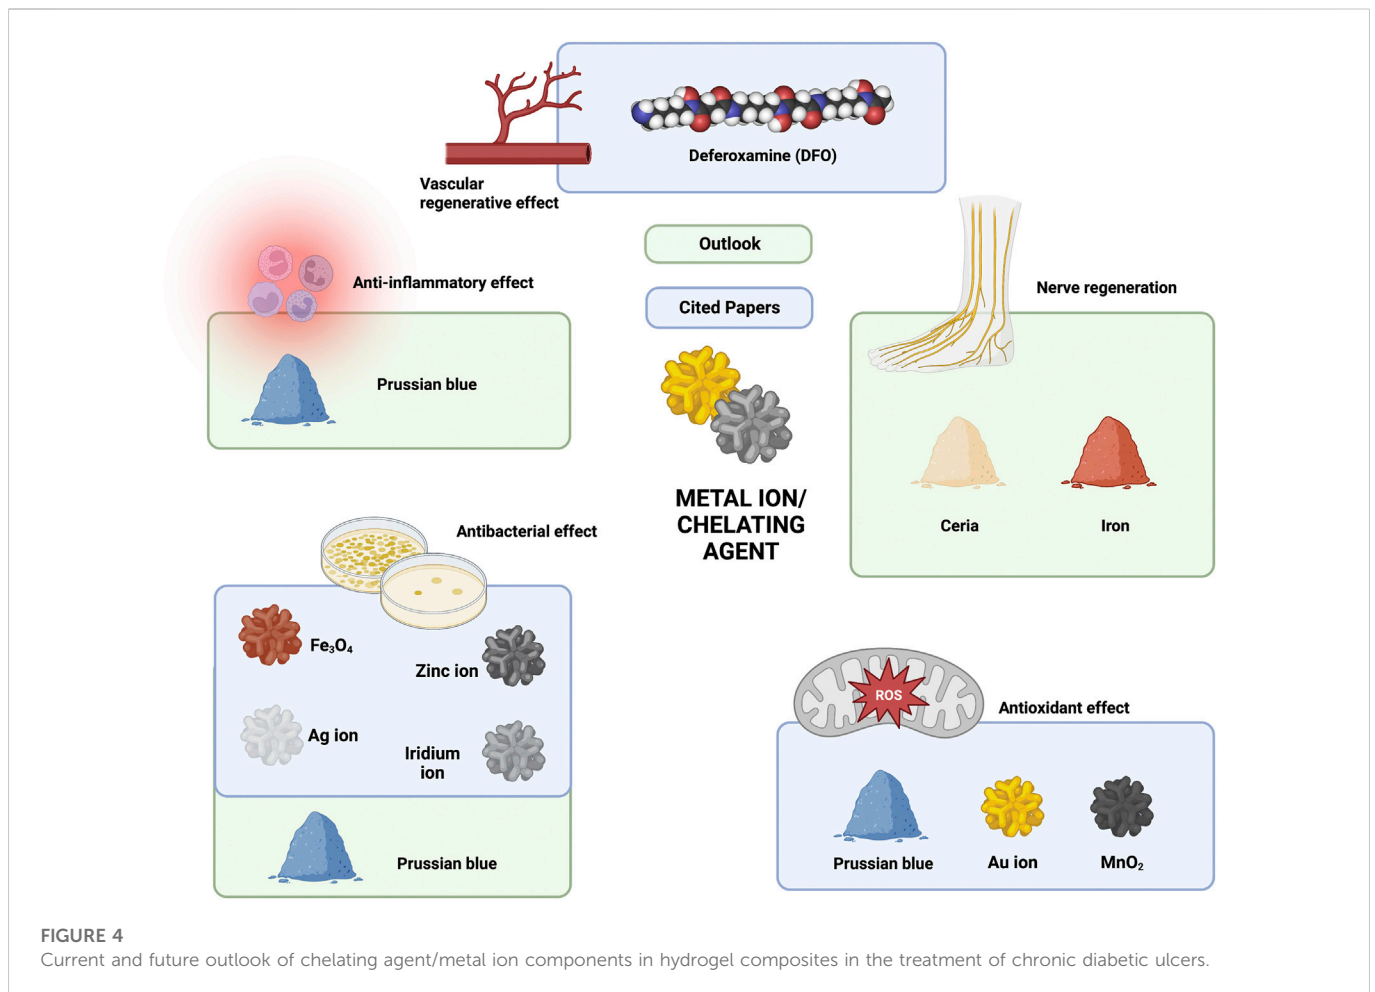 Deferoxamine (DFO)
Vascular
regenerative effect
Outlook
Cited Papers
Anti-inflammatory effect
Prussian blue
Nerve regeneration
Ceria
Iron
METAL ION/
CHELATING
AGENT
Antibacterial effect
Fe₃O₄
Zinc ion
Ag ion
Iridium
ion
Prussian blue
ROS
Antioxidant effect
Prussian blue
Au ion
MnO₂
FIGURE 4
Current and future outlook of chelating agent/metal ion components in hydrogel composites in the treatment of chronic diabetic ulcers.